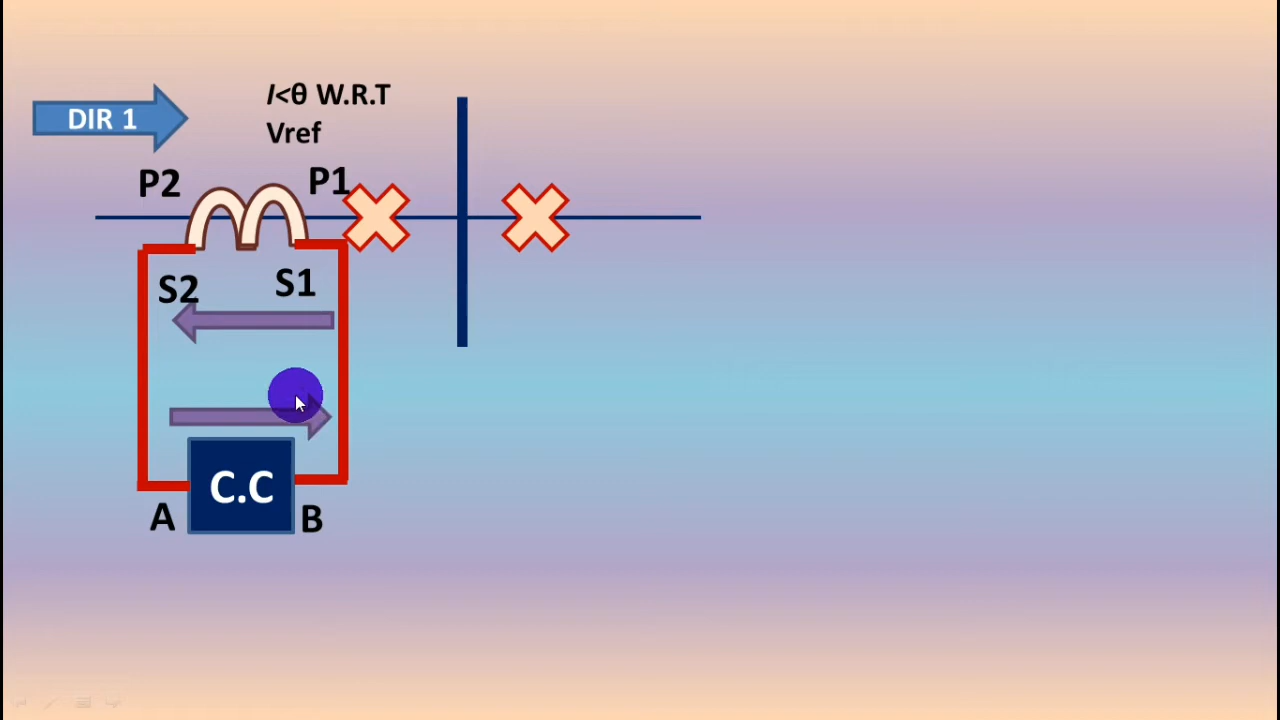 DIR 1
I<θ W.R.T
Vref
P2
P1
S2
S1
C.C
A
B